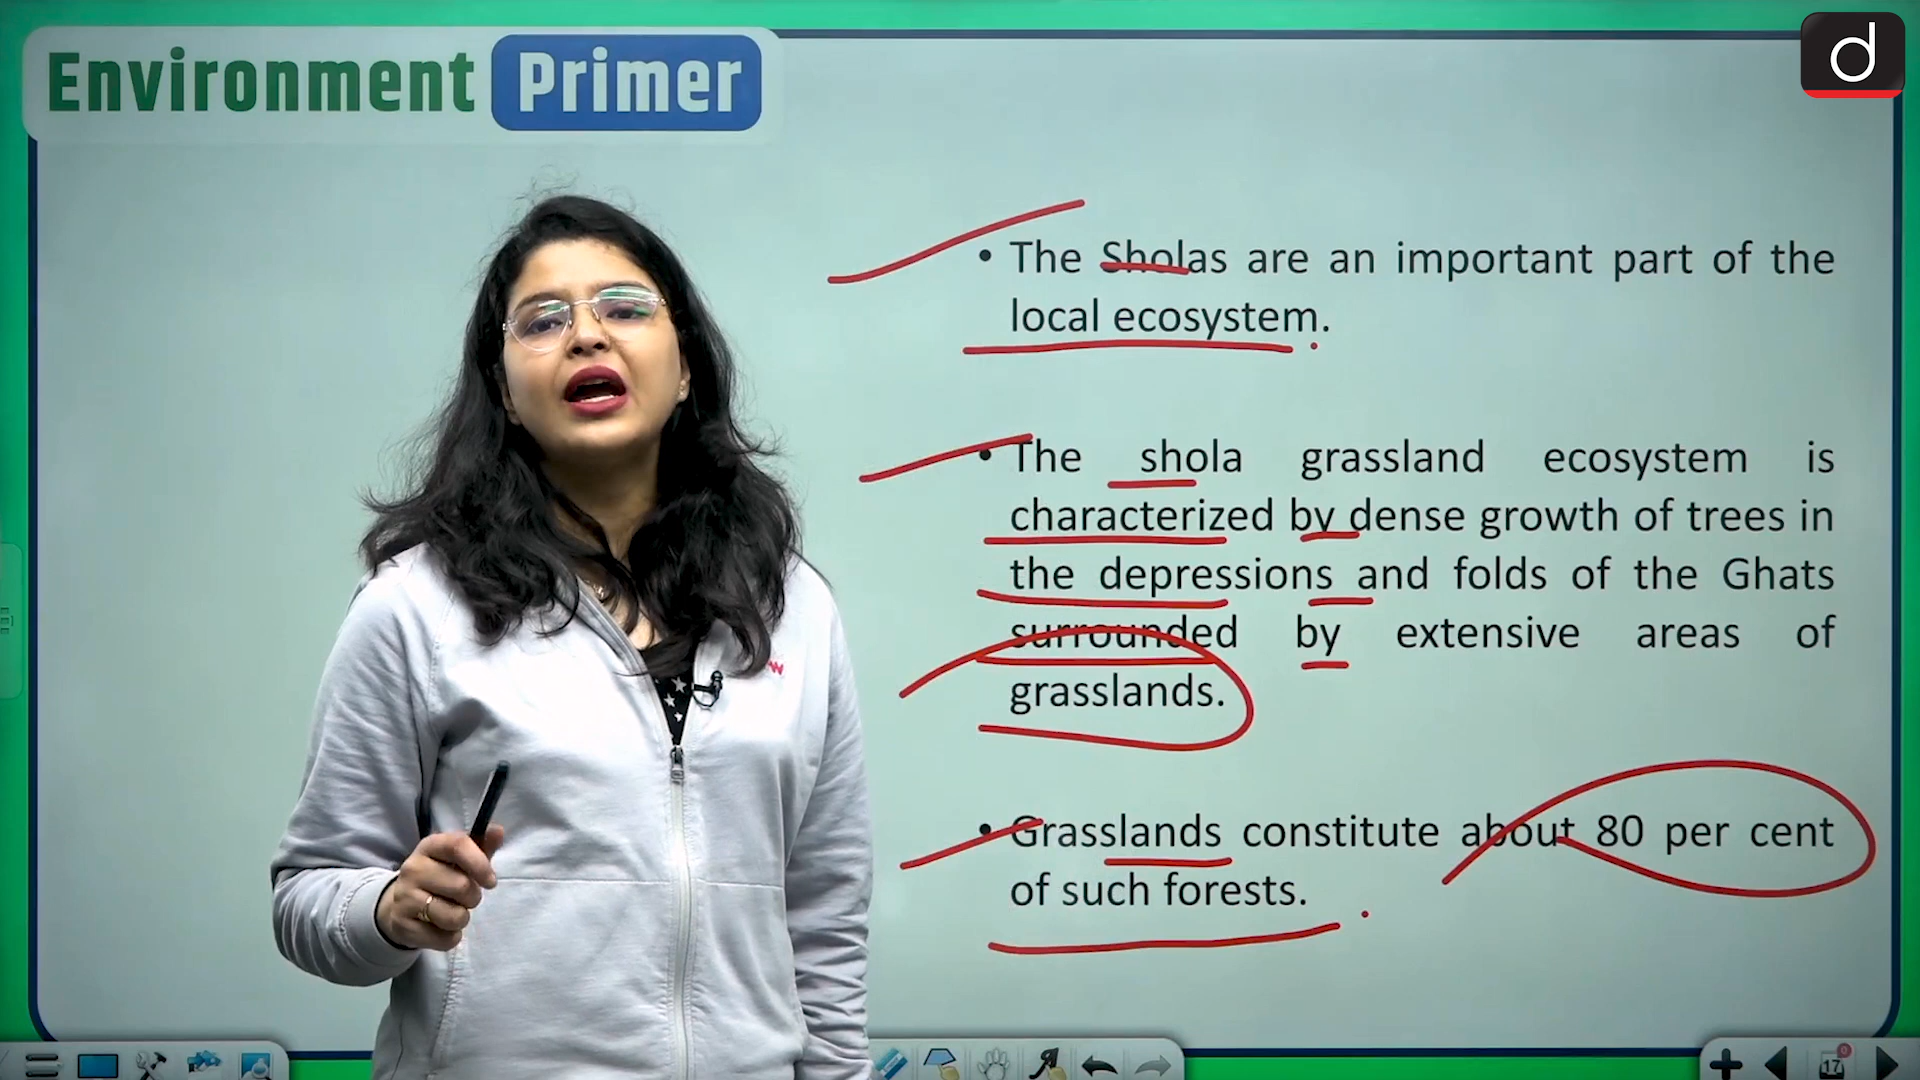 Environment Primer
d
• The Sholas are an important part of the
local ecosystem.
• The shola grassland ecosystem is
characterized by dense growth of trees in
the depressions and folds of the Ghats
surrounded by extensive areas of
grasslands.
• Grasslands constitute about 80 per cent
of such forests.
17